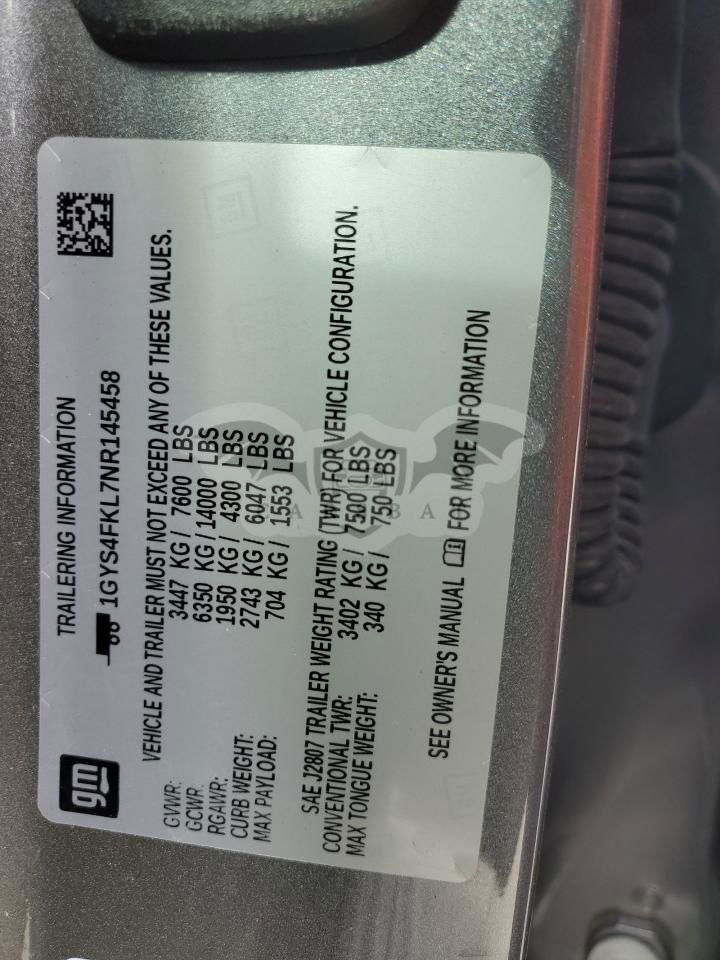 gm
TRAILERING INFORMATION
1GYS4FKL7NR145458
VEHICLE AND TRAILER MUST NOT EXCEED ANY OF THESE VALUES.
GVWR: 3447 KG / 7600 LBS
GCWR: 6350 KG / 14000 LBS
RGAWR: 1950 KG / 4300 LBS
CURB WEIGHT: 2743 KG / 6047 LBS
MAX PAYLOAD: 704 KG / 1553 LBS
SAE J2807 TRAILER WEIGHT RATING (TWR) FOR VEHICLE CONFIGURATION.
CONVENTIONAL TWR: 3402 KG / 7500 LBS
MAX TONGUE WEIGHT: 340 KG / 750 LBS
SEE OWNER'S MANUAL FOR MORE INFORMATION